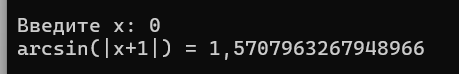 Введите x: 0
arcsin(|x+1|) = 1,5707963267948966